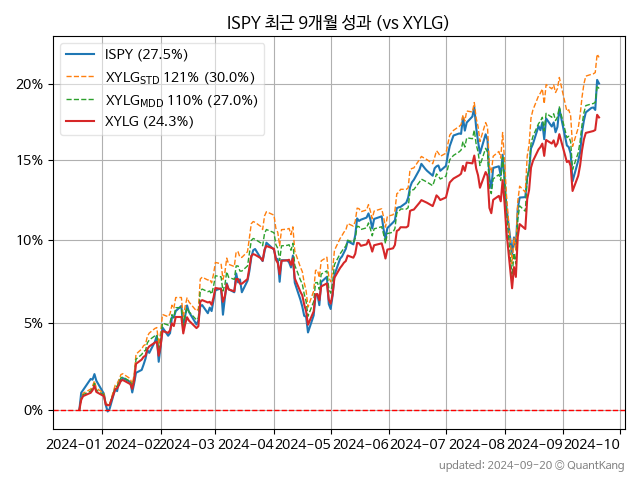 ISPY 최근 9개월 성과 (vs XYLG)
ISPY (27.5%)
XYLG_STD 121% (30.0%)
XYLG_MDD 110% (27.0%)
XYLG (24.3%)
20%
15%
10%
5%
0%
2024-01 2024-02 2024-03 2024-04 2024-05 2024-06 2024-07 2024-08 2024-09 2024-10
updated: 2024-09-20 @ QuantKang